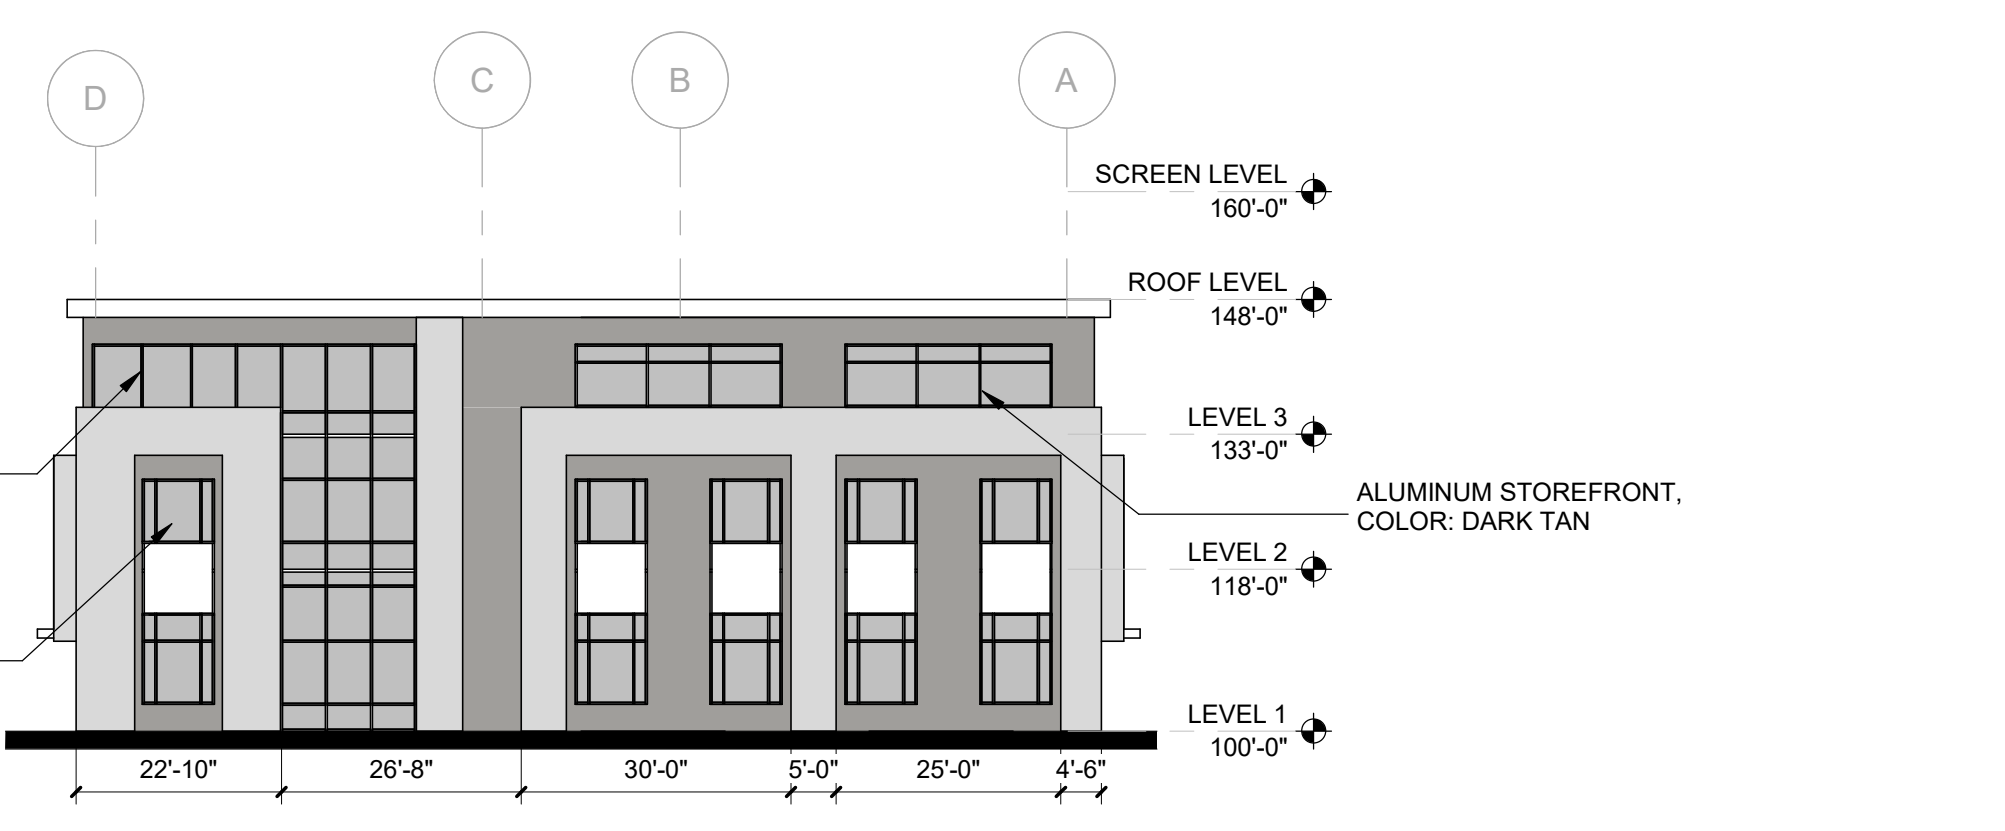 D
C
B
A
SCREEN LEVEL
160'-0"
ROOF LEVEL
148'-0"
LEVEL 3
133'-0"
ALUMINUM STOREFRONT,
COLOR: DARK TAN
LEVEL 2
118'-0"
LEVEL 1
100'-0"
22'-10" 26'-8" 30'-0" 5'-0" 25'-0" 4'-6"